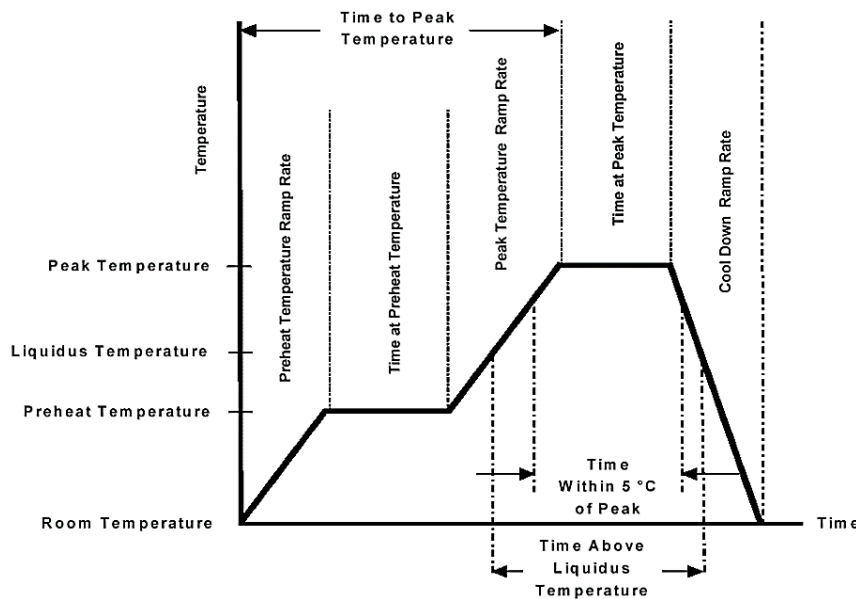 Time to Peak
Temperature
Temperature
Preheat Temperature Ramp Rate
Time at Preheat Temperature
Peak Temperature Ramp Rate
Time at Peak Temperature
Cool Down Ramp Rate
Peak Temperature
Liquidus Temperature
Preheat Temperature
Room Temperature
Time
Within 5 °C
of Peak
Time
Time Above
Liquidus
Temperature